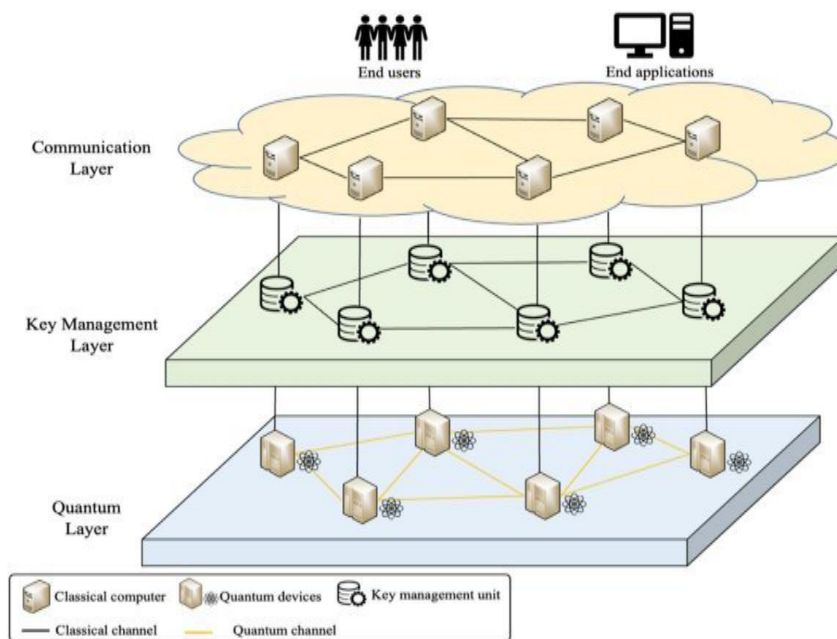 End users
End applications
Communication
Layer
Key Management
Layer
Quantum
Layer
Classical computer
Quantum devices
Key management unit
Classical channel
Quantum channel